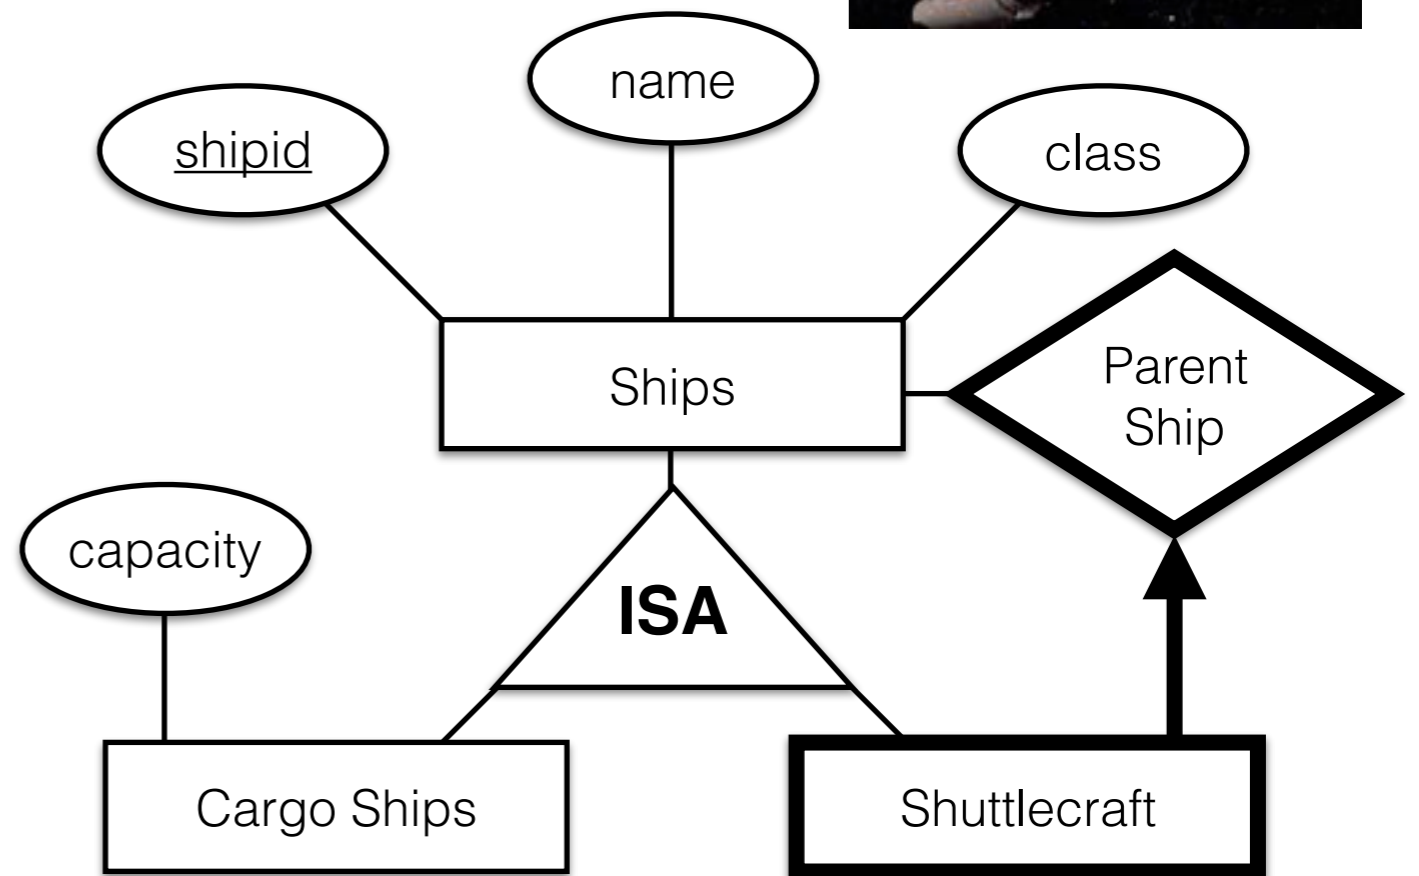 name
shipid
class
Ships
Parent
Ship
capacity
ISA
Cargo Ships
Shuttlecraft